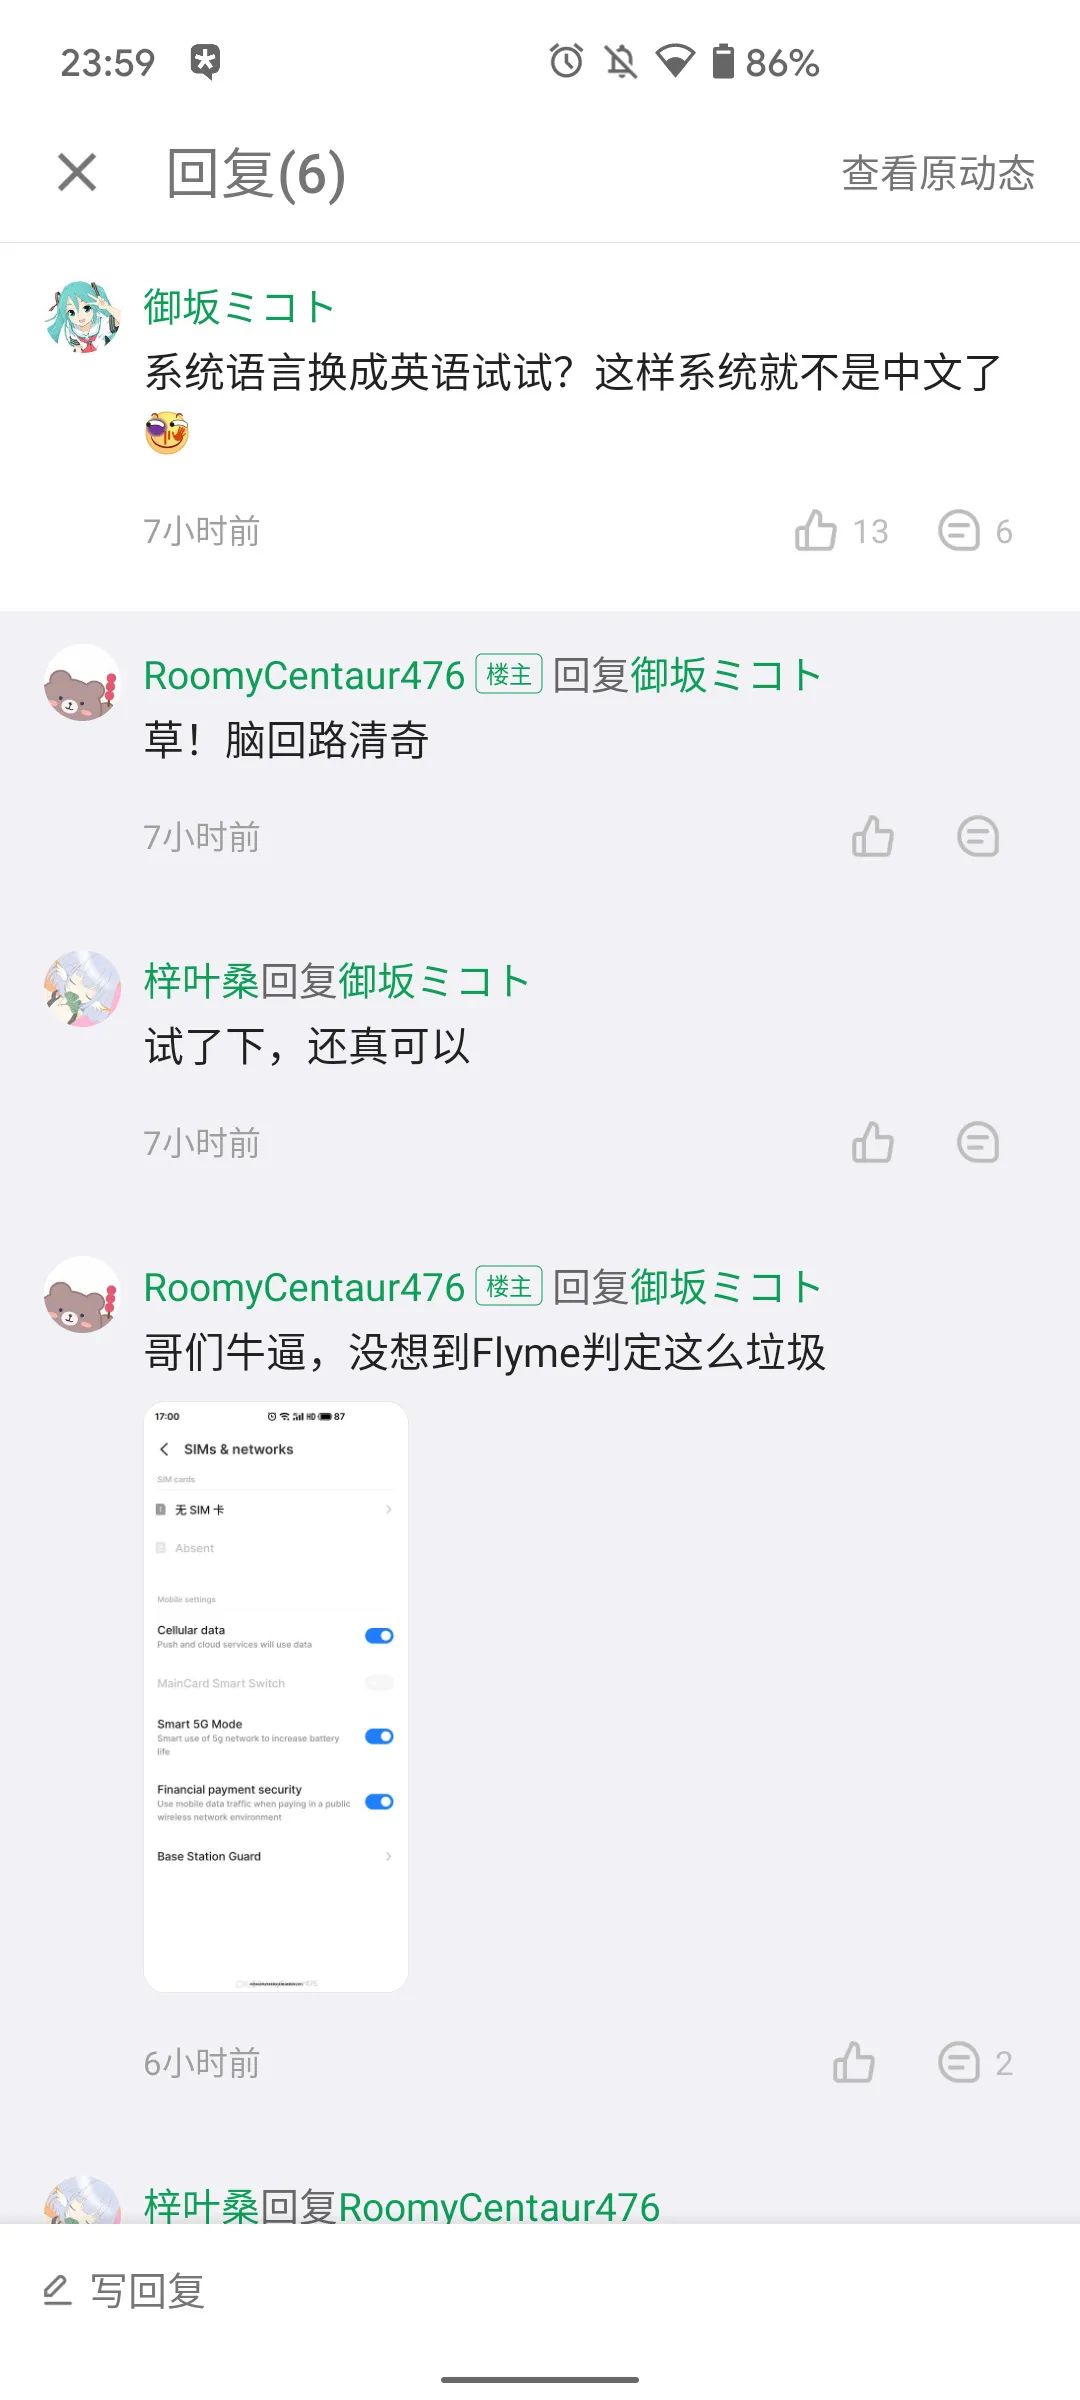 23:59
86%
回复(6)
查看原动态
御坂ミコト
系统语言换成英语试试？这样系统就不是中文了
7小时前
13
6
RoomyCentaur476 楼主 回复御坂ミコト
草！脑回路清奇
7小时前
梓叶桑回复御坂ミコト
试了下，还真可以
7小时前
RoomyCentaur476 楼主 回复御坂ミコト
哥们牛逼，没想到Flyme判定这么垃圾
17:00
HD 87
SIMs & networks
SIM cards
无 SIM 卡
Absent
Mobile settings
Cellular data
Push and cloud services will use data
MainCard Smart Switch
Smart 5G Mode
Smart use of 5g network to increase battery
life
Financial payment security
Use mobile data traffic when paying in a public
wireless network environment
Base Station Guard
6小时前
2
梓叶桑回复RoomyCentaur476
写回复